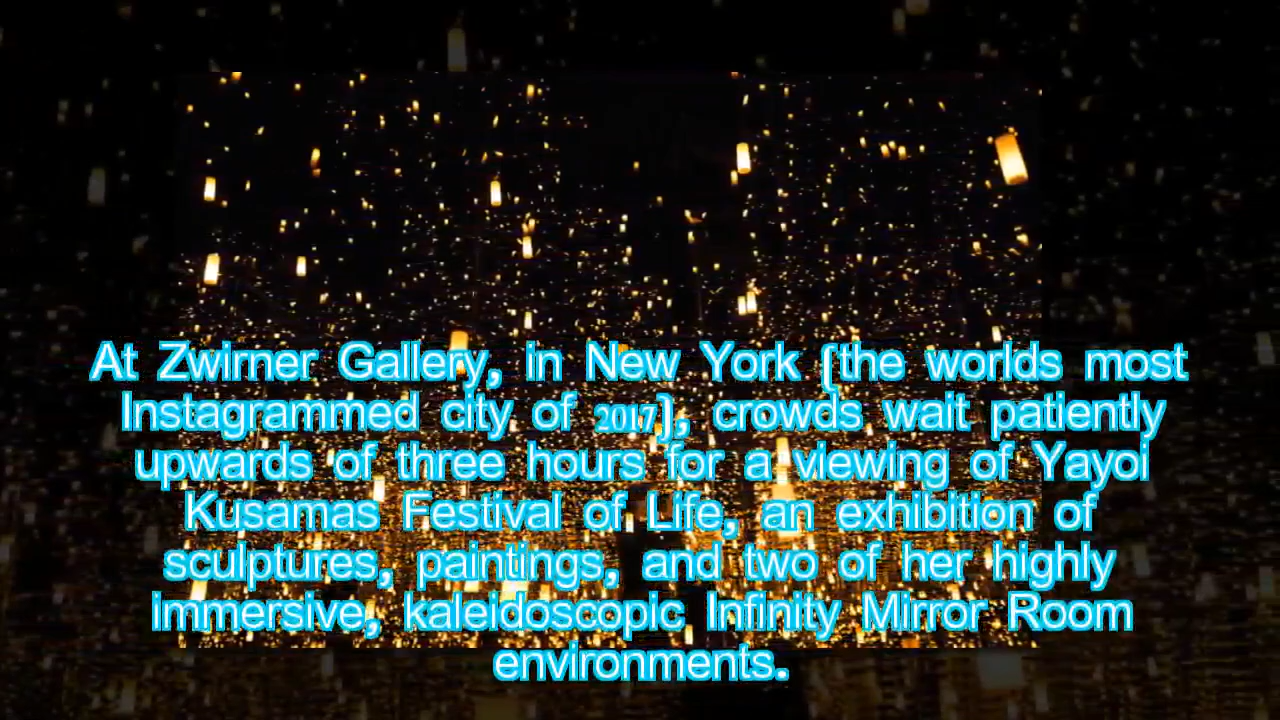 At Zwirner Gallery, in New York (the worlds most
Instagrammed city of 2017), crowds wait patiently
upwards of three hours for a viewing of Yayoi
Kusamas Festival of Life, an exhibition of
sculptures, paintings, and two of her highly
immersive, kaleidoscopic Infinity Mirror Room
environments.